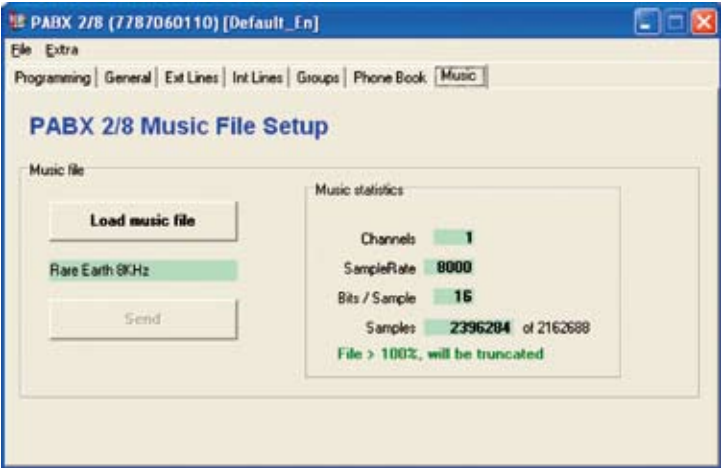 PABX 2/8 (7787060110) [Default_En]
File Extra
Programming General Ext Lines Int Lines Groups Phone Book Music
PABX 2/8 Music File Setup
Music file
Load music file
Rare Earth 8KHz
Send
Music statistics
Channels 1
SampleRate 8000
Bits / Sample 16
Samples 2396284 of 2162688
File > 100%, will be truncated